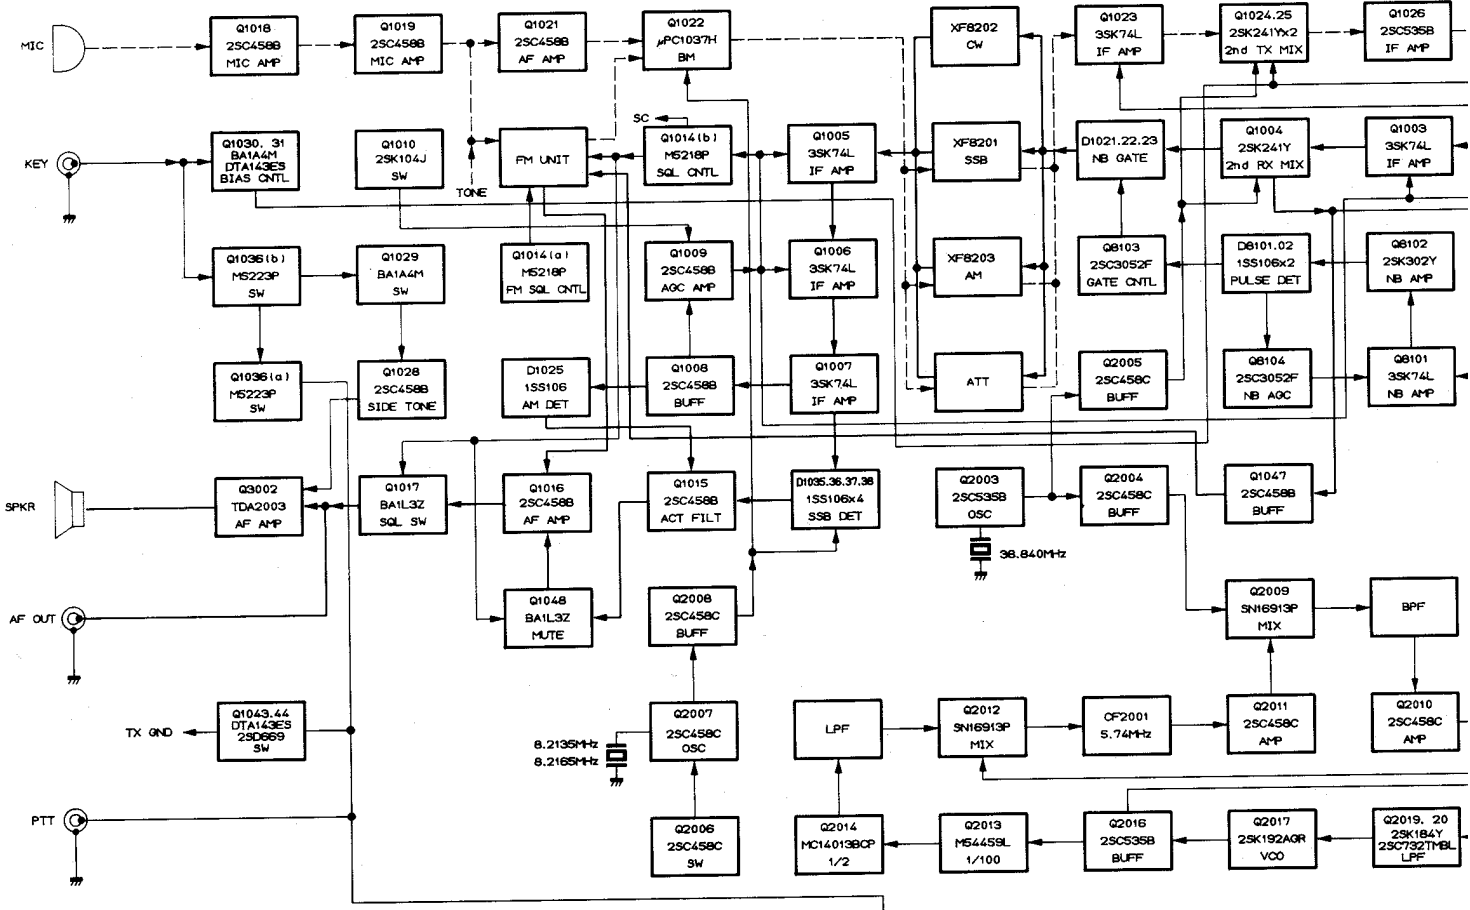 MIC
Q1018
2SC458B
MIC AMP
Q1019
2SC458B
MIC AMP
Q1021
2SC458B
AF AMP
Q1022
μPC1037H
BM
XF8202
CW
Q1023
3SK74L
IF AMP
Q1024.25
2SK241Y×2
2nd TX MIX
Q1026
2SC535B
IF AMP
KEY
Q1030. 31
BA1A4M
DTA143ES
BIAS CNTL
Q1010
2SK104J
SW
TONE
FM UNIT
SC
Q1014(b)
M5218P
SQL CNTL
Q1005
3SK74L
IF AMP
XF8201
SSB
D1021.22.23
NB GATE
Q1004
2SK241Y
2nd RX MIX
Q1003
3SK74L
IF AMP
Q1036(b)
M5223P
SW
Q1029
BA1A4M
SW
Q1014(a)
M5218P
FM SQL CNTL
Q1009
2SC458B
AGC AMP
Q1006
3SK74L
IF AMP
XF8203
AM
Q8103
2SC3052F
GATE CNTL
D8101.02
1SS106×2
PULSE DET
Q8102
2SK302Y
NB AMP
Q1036(a)
M5223P
SW
Q1028
2SC458B
SIDE TONE
D1025
1SS106
AM DET
Q1008
2SC458B
BUFF
Q1007
3SK74L
IF AMP
ATT
Q2005
2SC458C
BUFF
Q8104
2SC3052F
NB AGC
Q8101
3SK74L
NB AMP
SPKR
Q3002
TDA2003
AF AMP
Q1017
BA1L3Z
SQL SW
Q1016
2SC458B
AF AMP
Q1015
2SC458B
ACT FILT
D1035.36.37.38
1SS106×4
SSB DET
Q2003
2SC535B
OSC
38.840MHz
Q2004
2SC458C
BUFF
Q1047
2SC458B
BUFF
AF OUT
Q1048
BA1L3Z
MUTE
Q2008
2SC458C
BUFF
Q2009
SN16913P
MIX
BPF
TX GND
Q1043.44
DTA143ES
2SD669
SW
8.2135MHz
8.2165MHz
Q2007
2SC458C
OSC
LPF
Q2012
SN16913P
MIX
CF2001
5.74MHz
Q2011
2SC458C
AMP
Q2010
2SC458C
AMP
PTT
Q2006
2SC458C
SW
Q2014
MC14013BCP
1/2
Q2013
M54459L
1/100
Q2016
2SC535B
BUFF
Q2017
2SK192AGR
VCO
Q2019. 20
2SK184Y
2SC732TMBL
LPF